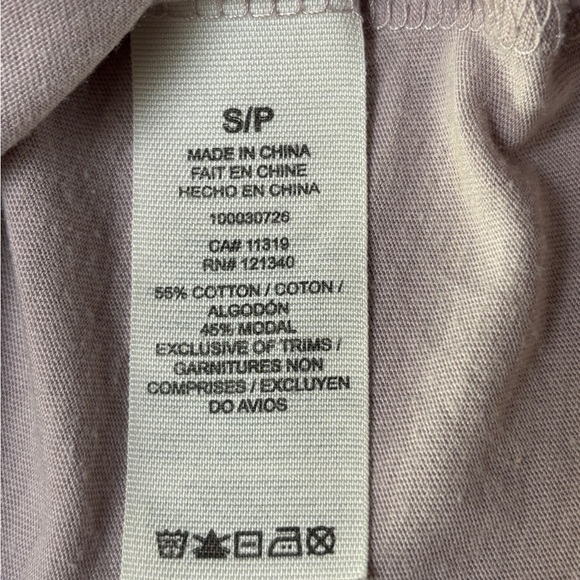 S/P
MADE IN CHINA
FAIT EN CHINE
HECHO EN CHINA
100030726
CA# 11319
RN# 121340
55% COTTON / COTON /
ALGODÓN
45% MODAL
EXCLUSIVE OF TRIMS /
GARNITURES NON
COMPRISES / EXCLUYEN
DO AVIOS